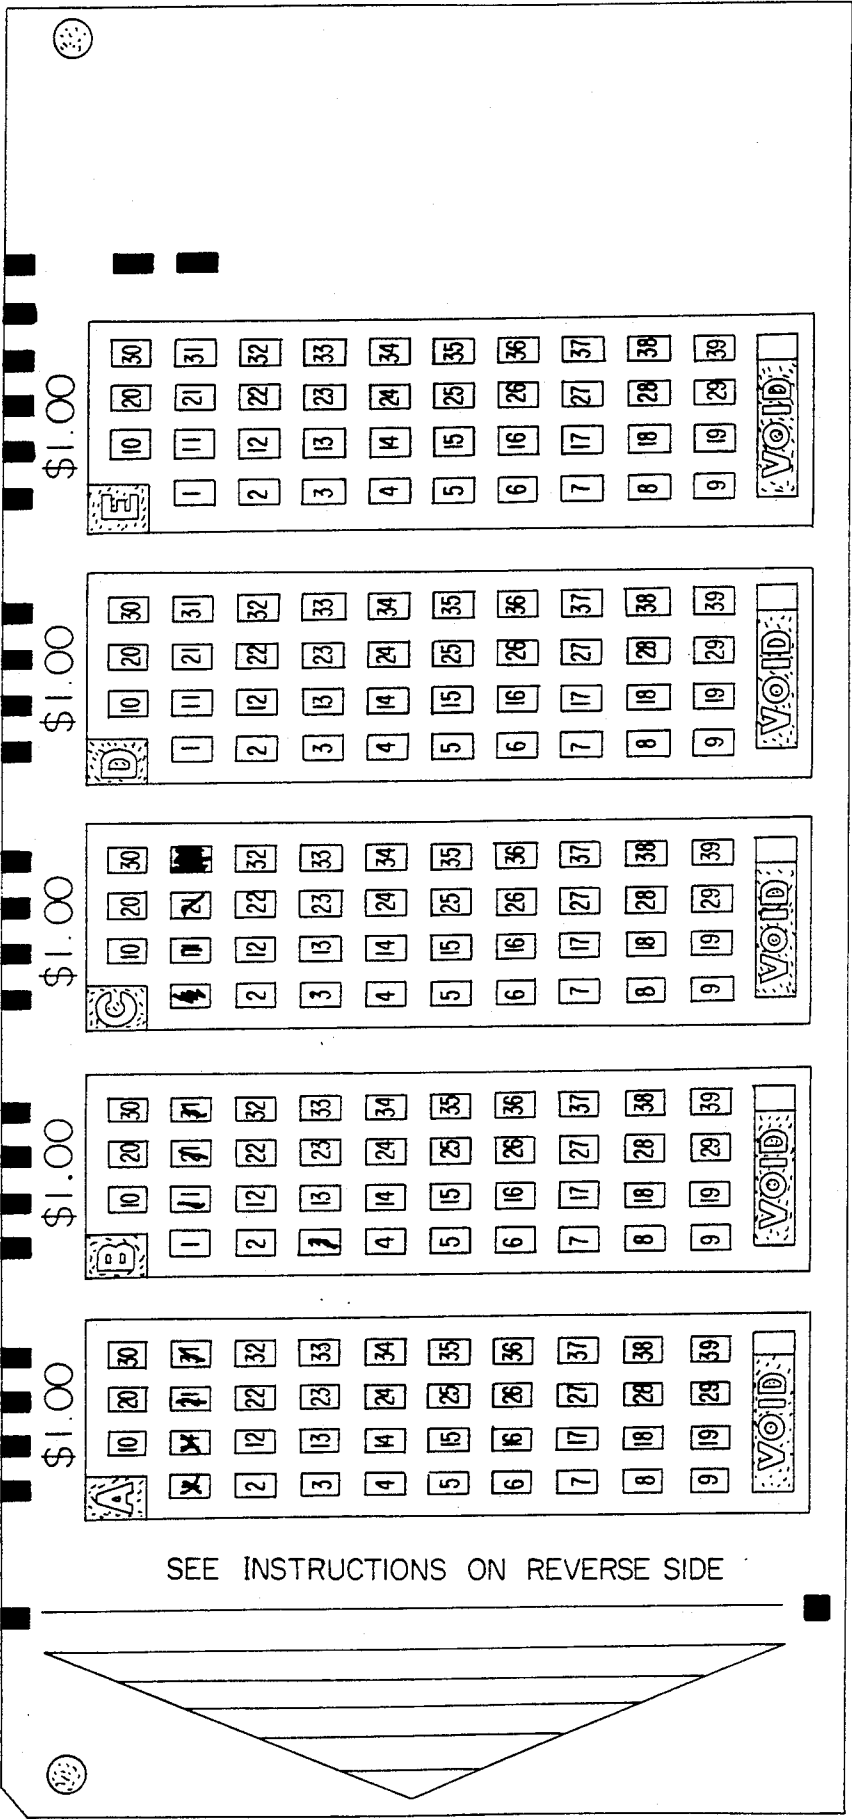 $1.00
30 31 32 33 34 35 36 37 38 39
20 21 22 23 24 25 26 27 28 29
10 11 12 13 14 15 16 17 18 19
E 1 2 3 4 5 6 7 8 9
VOID
$1.00
30 31 32 33 34 35 36 37 38 39
20 21 22 23 24 25 26 27 28 29
10 11 12 13 14 15 16 17 18 19
D 1 2 3 4 5 6 7 8 9
VOID
$1.00
30 32 33 34 35 36 37 38 39
20 21 22 23 24 25 26 27 28 29
10 11 12 13 14 15 16 17 18 19
C 2 3 4 5 6 7 8 9
VOID
$1.00
30 31 32 33 34 35 36 37 38 39
20 21 22 23 24 25 26 27 28 29
10 11 12 13 14 15 16 17 18 19
B 1 2 3 4 5 6 7 8 9
VOID
$1.00
30 31 32 33 34 35 36 37 38 39
20 21 22 23 24 25 26 27 28 29
10 12 13 14 15 16 17 18 19
A 2 3 4 5 6 7 8 9
VOID
SEE INSTRUCTIONS ON REVERSE SIDE